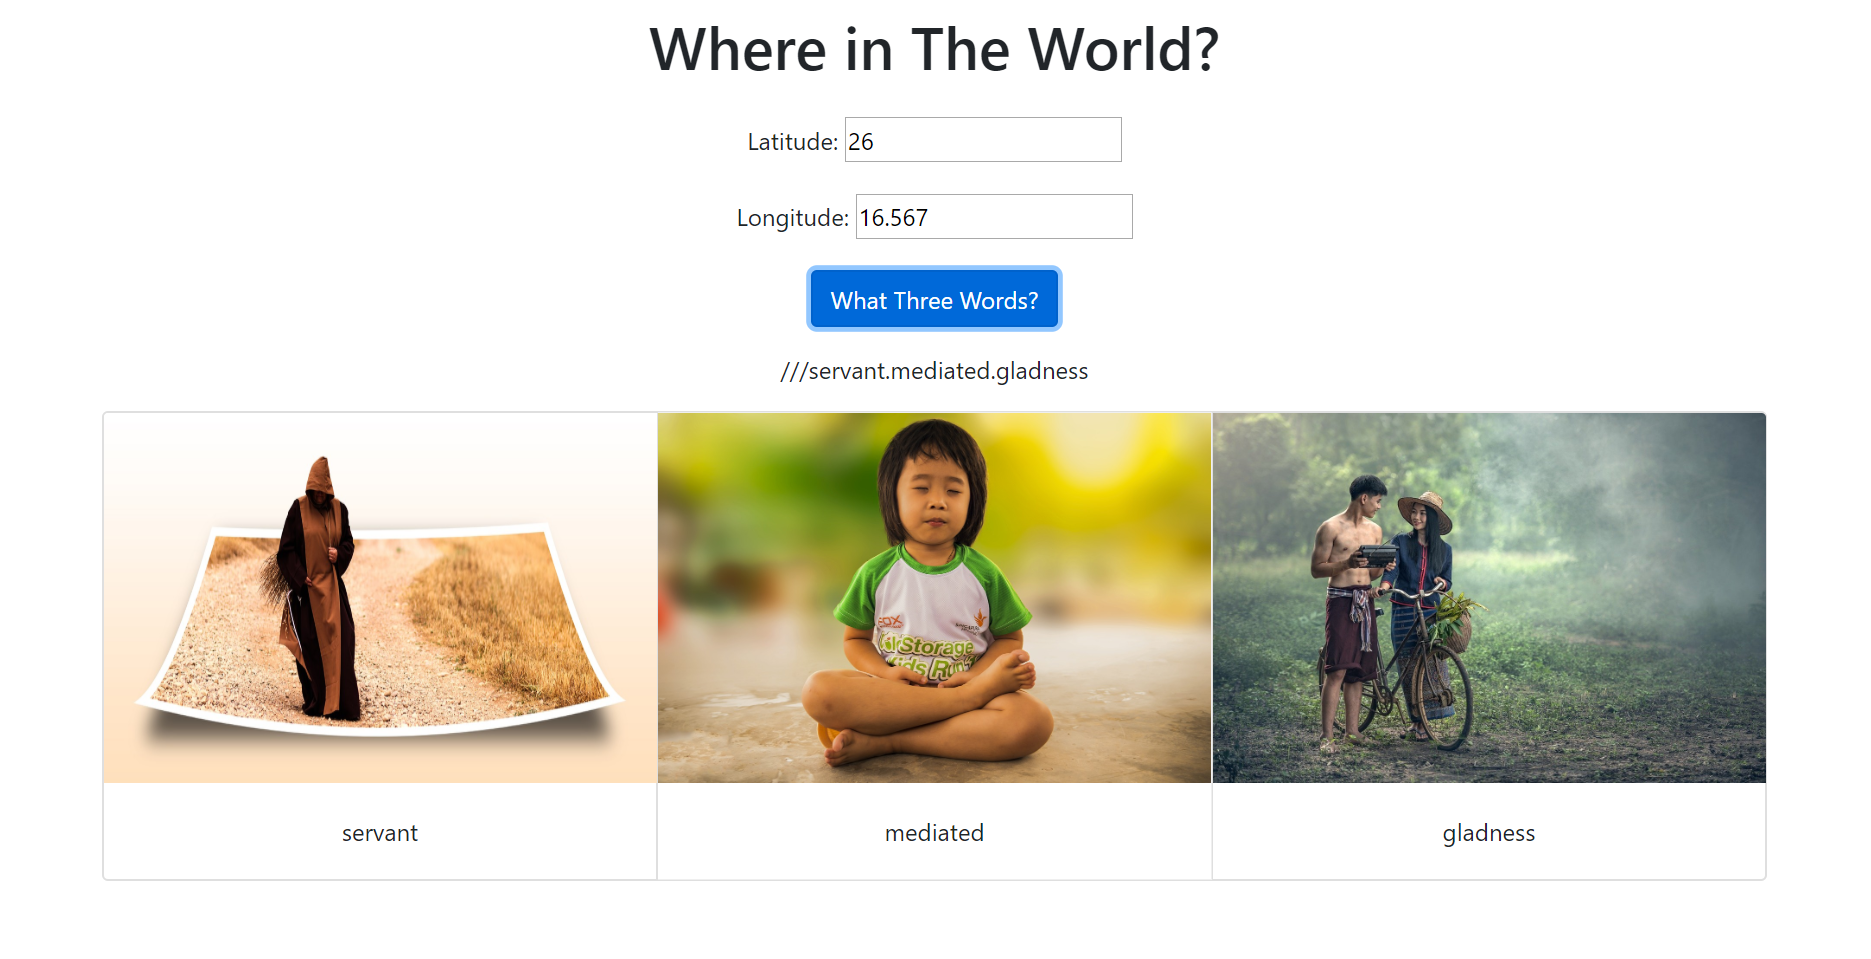 Where in The World?
Latitude: 26
Longitude: 16.567
What Three Words?
///servant.mediated.gladness
Storage
Kids Run
servant
mediated
gladness